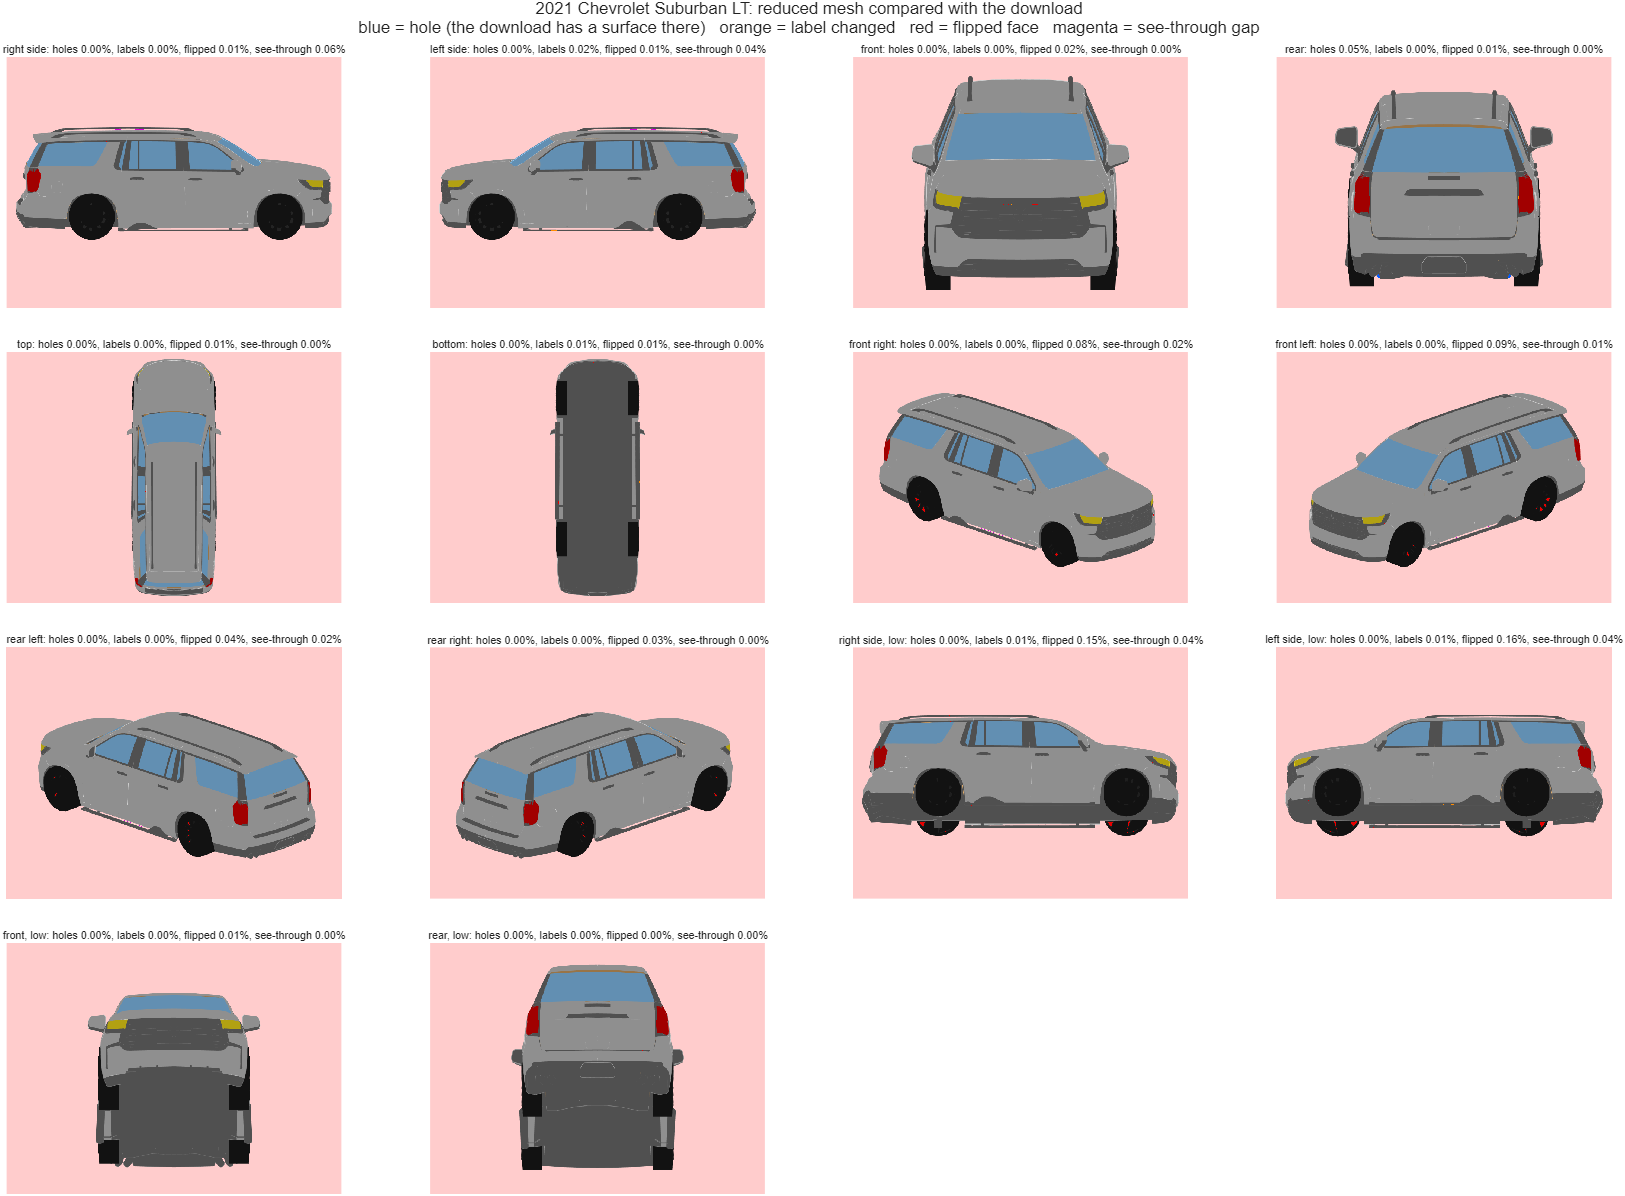 2021 Chevrolet Suburban LT: reduced mesh compared with the download
blue = hole (the download has a surface there)   orange = label changed   red = flipped face   magenta = see-through gap
right side: holes 0.00%, labels 0.00%, flipped 0.01%, see-through 0.06%
left side: holes 0.00%, labels 0.02%, flipped 0.01%, see-through 0.04%
front: holes 0.00%, labels 0.00%, flipped 0.02%, see-through 0.00%
rear: holes 0.05%, labels 0.00%, flipped 0.01%, see-through 0.00%
top: holes 0.00%, labels 0.00%, flipped 0.01%, see-through 0.00%
bottom: holes 0.00%, labels 0.01%, flipped 0.01%, see-through 0.00%
front right: holes 0.00%, labels 0.00%, flipped 0.08%, see-through 0.02%
front left: holes 0.00%, labels 0.00%, flipped 0.09%, see-through 0.01%
rear left: holes 0.00%, labels 0.00%, flipped 0.04%, see-through 0.02%
rear right: holes 0.00%, labels 0.00%, flipped 0.03%, see-through 0.00%
right side, low: holes 0.00%, labels 0.01%, flipped 0.15%, see-through 0.04%
left side, low: holes 0.00%, labels 0.01%, flipped 0.16%, see-through 0.04%
front, low: holes 0.00%, labels 0.00%, flipped 0.01%, see-through 0.00%
rear, low: holes 0.00%, labels 0.00%, flipped 0.00%, see-through 0.00%